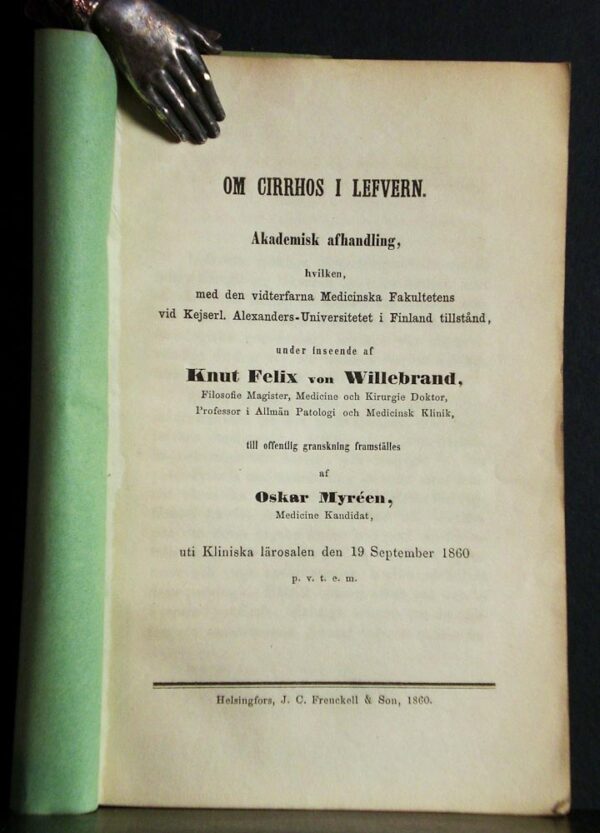 OM CIRRHOS I LEFVERN.
Akademisk afhandling,
hvilken,
med den vidterfarna Medicinska Fakultetens
vid Kejserl. Alexanders-Universitetet i Finland tillstånd,
under inseende af
Knut Felix von Willebrand,
Filosofie Magister, Medicine och Kirurgie Doktor,
Professor i Allmän Patologi och Medicinsk Klinik,
till offentlig granskning framställes
af
Oskar Myréen,
Medicine Kandidat,
uti Kliniska lärosalen den 19 September 1860
p. v. t. e. m.
Helsingfors, J. C. Frenckell & Son, 1860.